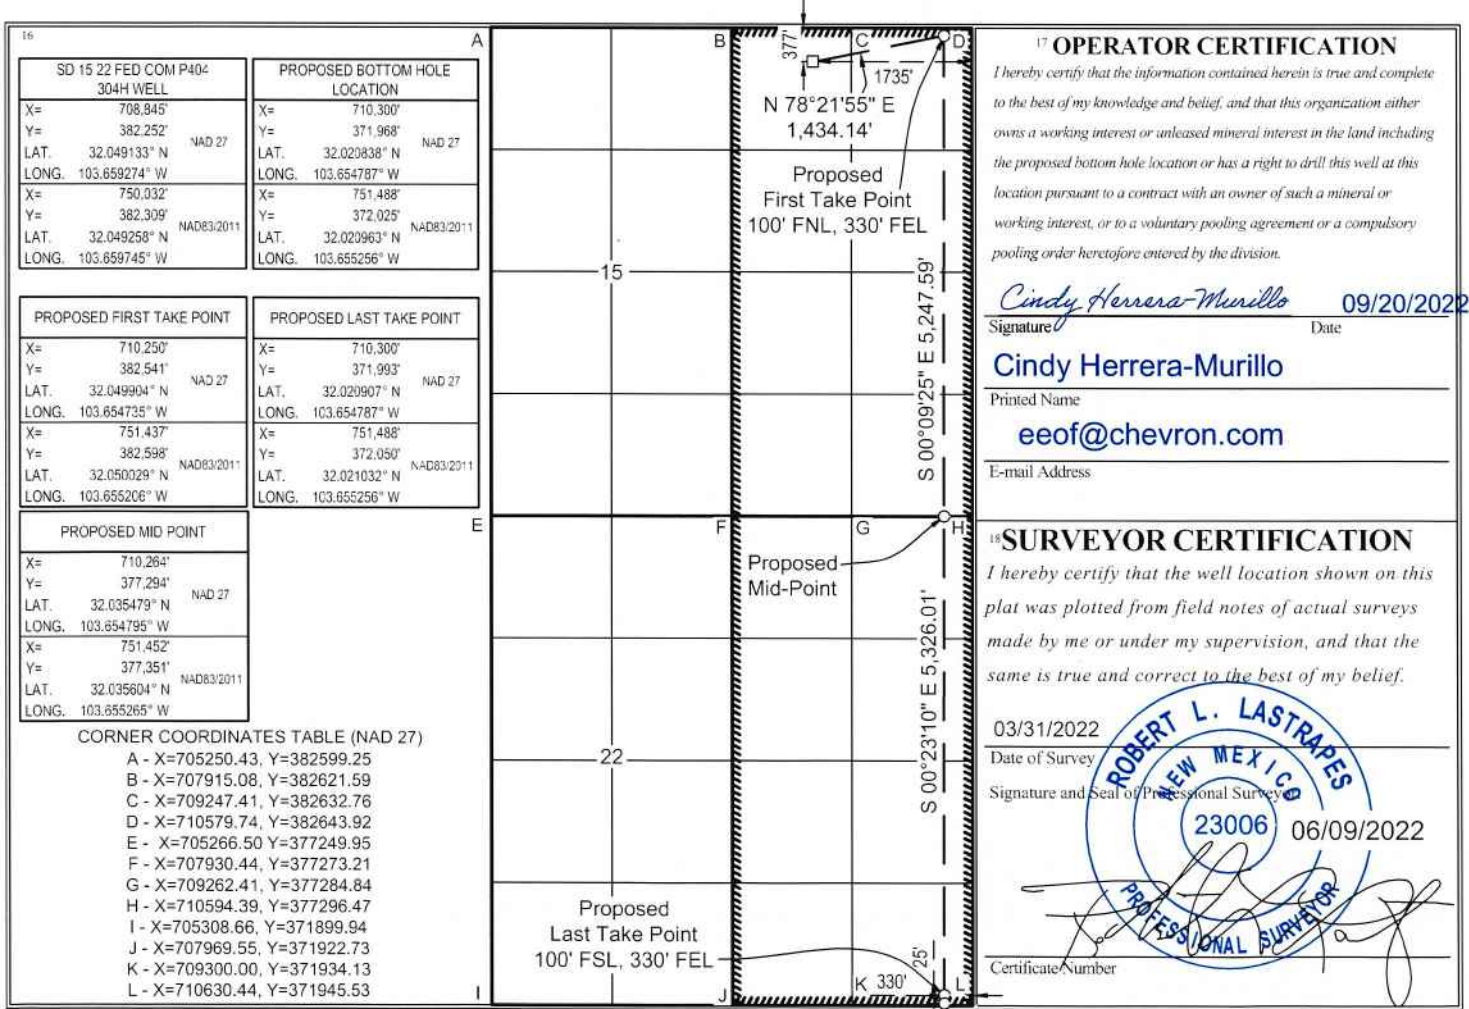 16
SD 15 22 FED COM P404
304H WELL
X= 708,845'
Y= 382,252'
NAD 27
LAT. 32.049133° N
LONG. 103.659274° W
X= 750,032'
Y= 382,309'
NAD83/2011
LAT. 32.049258° N
LONG. 103.659745° W
PROPOSED BOTTOM HOLE
LOCATION
X= 710,300'
Y= 371,968'
NAD 27
LAT. 32.020838° N
LONG. 103.654787° W
X= 751,488'
Y= 372,025'
NAD83/2011
LAT. 32.020963° N
LONG. 103.655256° W
PROPOSED FIRST TAKE POINT
X= 710,250'
Y= 382,541'
NAD 27
LAT. 32.049904° N
LONG. 103.654735° W
X= 751,437'
Y= 382,598'
NAD83/2011
LAT. 32.050029° N
LONG. 103.655206° W
PROPOSED LAST TAKE POINT
X= 710,300'
Y= 371,993'
NAD 27
LAT. 32.020907° N
LONG. 103.654787° W
X= 751,488'
Y= 372,050'
NAD83/2011
LAT. 32.021032° N
LONG. 103.655256° W
PROPOSED MID POINT
X= 710,264'
Y= 377,294'
NAD 27
LAT. 32.035479° N
LONG. 103.654795° W
X= 751,452'
Y= 377,351'
NAD83/2011
LAT. 32.035604° N
LONG. 103.655265° W
CORNER COORDINATES TABLE (NAD 27)
A - X=705250.43, Y=382599.25
B - X=707915.08, Y=382621.59
C - X=709247.41, Y=382632.76
D - X=710579.74, Y=382643.92
E - X=705266.50 Y=377249.95
F - X=707930.44, Y=377273.21
G - X=709262.41, Y=377284.84
H - X=710594.39, Y=377296.47
I - X=705308.66, Y=371899.94
J - X=707969.55, Y=371922.73
K - X=709300.00, Y=371934.13
L - X=710630.44, Y=371945.53
A
B
C
D
377'
1735'
N 78°21'55" E
1,434.14'
Proposed
First Take Point
100' FNL, 330' FEL
15
S 00°09'25" E 5,247.59'
E
F
G
H
Proposed
Mid-Point
22
S 00°23'10" E 5,326.01'
Proposed
Last Take Point
100' FSL, 330' FEL
25'
330'
I
J
K
L
17 OPERATOR CERTIFICATION
I hereby certify that the information contained herein is true and complete
to the best of my knowledge and belief, and that this organization either
owns a working interest or unleased mineral interest in the land including
the proposed bottom hole location or has a right to drill this well at this
location pursuant to a contract with an owner of such a mineral or
working interest, or to a voluntary pooling agreement or a compulsory
pooling order heretofore entered by the division.
Cindy Herrera-Murillo 09/20/2022
Signature Date
Cindy Herrera-Murillo
Printed Name
eeof@chevron.com
E-mail Address
18 SURVEYOR CERTIFICATION
I hereby certify that the well location shown on this
plat was plotted from field notes of actual surveys
made by me or under my supervision, and that the
same is true and correct to the best of my belief.
03/31/2022
Date of Survey
Signature and Seal of Professional Surveyor
ROBERT L. LASTRAPES
NEW MEXICO
23006
PROFESSIONAL SURVEYOR
06/09/2022
Certificate Number